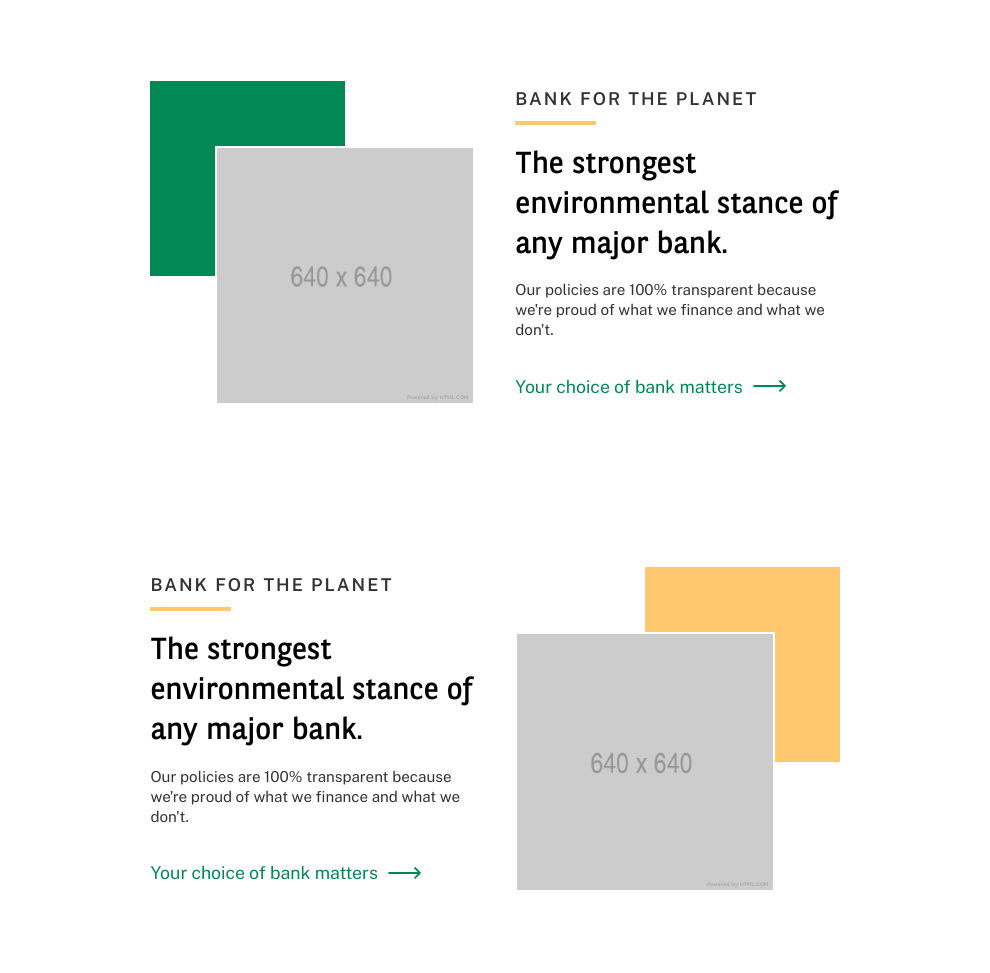 BANK FOR THE PLANET
The strongest
environmental stance of
any major bank.
Our policies are 100% transparent because
we're proud of what we finance and what we
don't.
Your choice of bank matters
640 x 640
Powered by HTML.COM
BANK FOR THE PLANET
The strongest
environmental stance of
any major bank.
Our policies are 100% transparent because
we're proud of what we finance and what we
don't.
Your choice of bank matters
640 x 640
Powered by HTML.COM